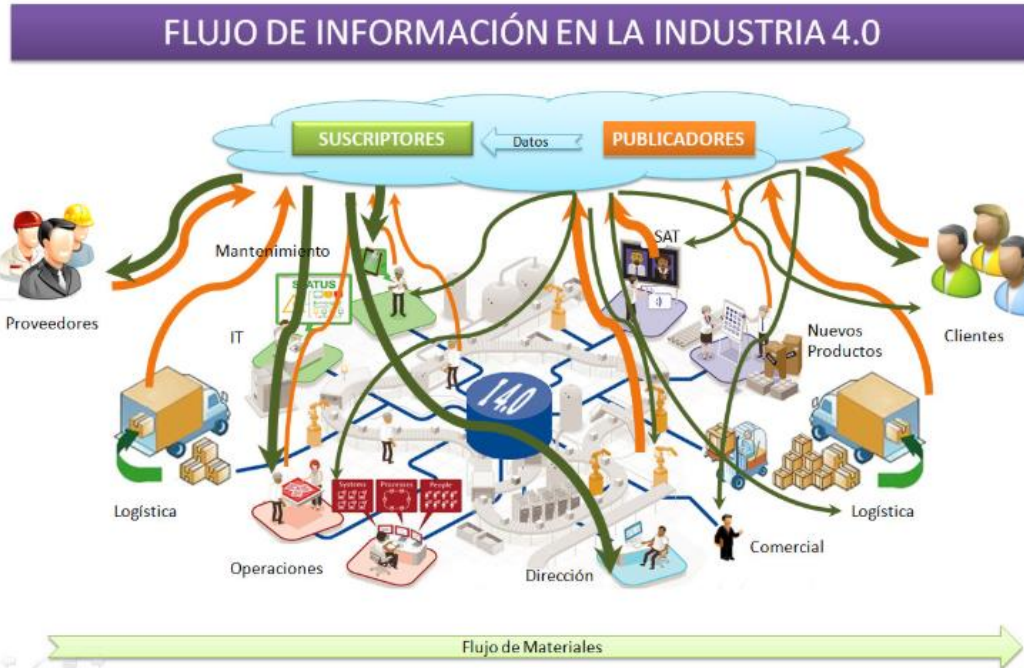 FLUJO DE INFORMACIÓN EN LA INDUSTRIA 4.0
SUSCRIPTORES
Datos
PUBLICADORES
Mantenimiento
SAT
STATUS
Proveedores
IT
Nuevos
Productos
Clientes
I4.0
Systems
Processes
People
Logística
Logística
Operaciones
Dirección
Comercial
Flujo de Materiales